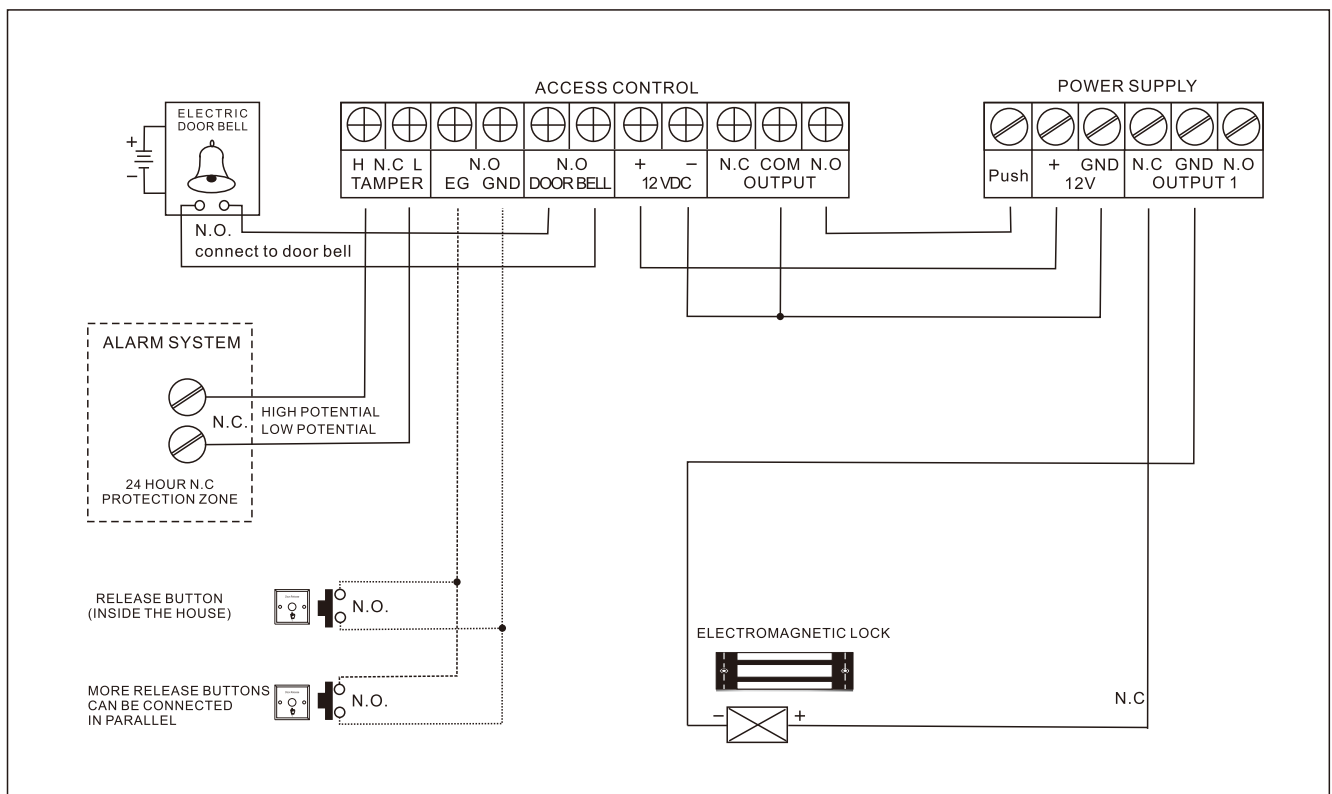 ACCESS CONTROL
POWER SUPPLY
ELECTRIC
DOOR BELL
+
−
H N.C L
TAMPER
N.O
EG GND
N.O
DOOR BELL
+ −
12 VDC
N.C COM N.O
OUTPUT
Push
+ GND
12V
N.C GND N.O
OUTPUT 1
N.O.
connect to door bell
ALARM SYSTEM
N.C.
HIGH POTENTIAL
LOW POTENTIAL
24 HOUR N.C
PROTECTION ZONE
RELEASE BUTTON
(INSIDE THE HOUSE)
N.O.
MORE RELEASE BUTTONS
CAN BE CONNECTED
IN PARALLEL
N.O.
ELECTROMAGNETIC LOCK
− +
N.C